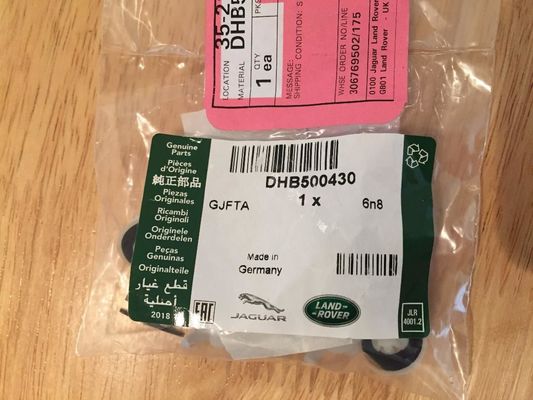 35-2
LOCATION
DHB5
MATERIAL
PKG
1 ea
QTY
MESSAGE:
SHIPPING CONDITION: S
WHSE ORDER NO/LINE
306769502/175
0100 Jaguar Land Rover
GB01 Land Rover - UK
Genuine
Parts
Pièces
d'Origine
純正部品
Piezas
Originales
Ricambi
Originali
Originele
Onderdelen
Peças
Genuinas
Originalteile
قطع غيار
أصلية
2018
DHB500430
1 x
GJFTA
6n8
Made in
Germany
EAC
JAGUAR
LAND-
ROVER
JLR
4001.2